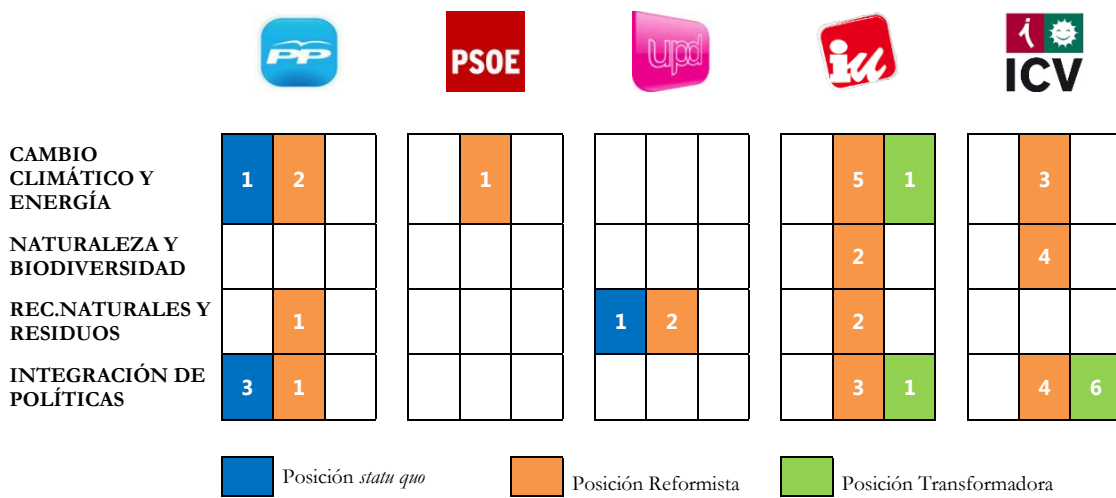 PP PSOE upd iu i ICV
CAMBIO
CLIMÁTICO Y
ENERGÍA
1 2 1 5 1 3
NATURALEZA Y
BIODIVERSIDAD
2 4
REC.NATURALES Y
RESIDUOS
1 1 2 2
INTEGRACIÓN DE
POLÍTICAS
3 1 3 1 4 6
Posición statu quo Posición Reformista Posición Transformadora